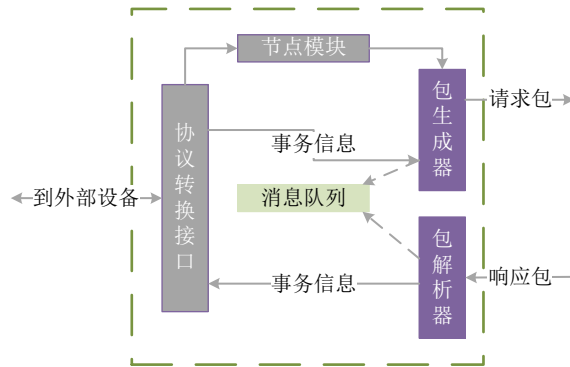 节点模块
包生成器
请求包
协议转换接口
事务信息
到外部设备
消息队列
包解析器
响应包
事务信息